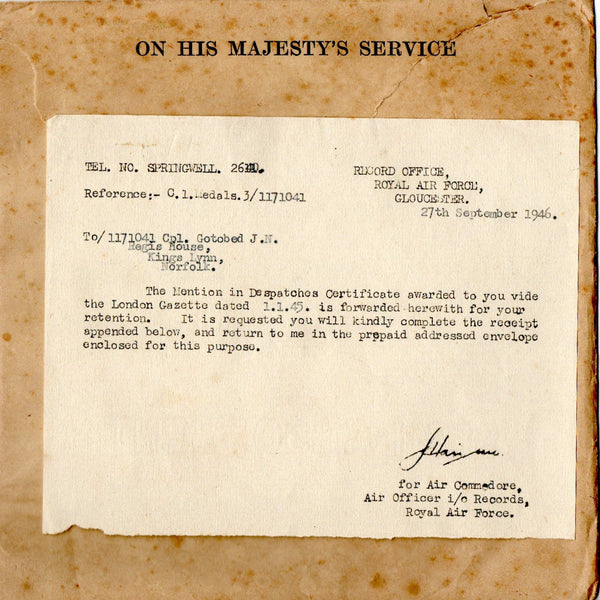 ON HIS MAJESTY'S SERVICE
TEL. NO. SPRINGWELL.
RECORD OFFICE,
ROYAL AIR FORCE,
GLOUCESTER.
Reference:- C.1.Medals.3/1171041
27th September 1946.
To/ 1171041 Cpl. Gotobed J.N.
Regis House,
Kings Lynn,
Norfolk.
The Mention in Despatches Certificate awarded to you vide
the London Gazette dated 1.1.45. is forwarded herewith for your
retention. It is requested you will kindly complete the receipt
appended below, and return to me in the prepaid addressed envelope
enclosed for this purpose.
for Air Commodore,
Air Officer i/c Records,
Royal Air Force.